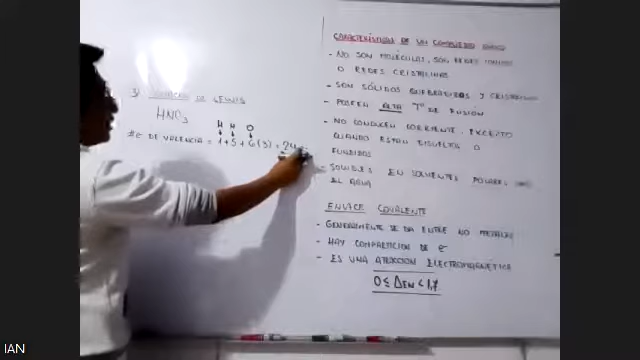 3) NOTACIÓN DE LEWIS
HNO3
H N O
#e DE VALENCIA = 1+5+6(3) = 24
CARACTERÍSTICAS DE UN COMPUESTO IÓNICO
- NO SON MOLÉCULAS, SON REDES IÓNICAS
O REDES CRISTALINAS
- SON SÓLIDOS QUEBRADIZOS Y CRISTALINOS
- POSEEN ALTA Tº DE FUSIÓN
- NO CONDUCEN CORRIENTE, EXCEPTO
CUANDO ESTÁN DISUELTOS O
FUNDIDOS
- SOLUBLES EN SOLVENTES POLARES COMO
EL AGUA
ENLACE COVALENTE
- GENERALMENTE SE DA ENTRE NO METALES
- HAY COMPARTICIÓN DE e-
- ES UNA ATRACCIÓN ELECTROMAGNÉTICA
0 ≤ ΔEN < 1,7
IAN